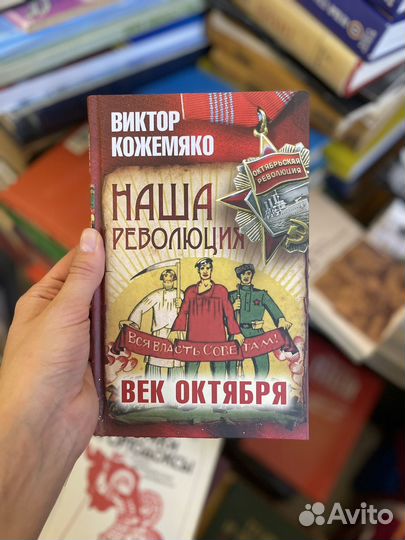 ВИКТОР
КОЖЕМЯКО
ОКТЯБРЬСКАЯ
РЕВОЛЮЦИЯ
НАША
РЕВОЛЮЦИЯ
ВСЯ ВЛАСТЬ СОВЕТАМ!
ВЕК ОКТЯБРЯ
Avito